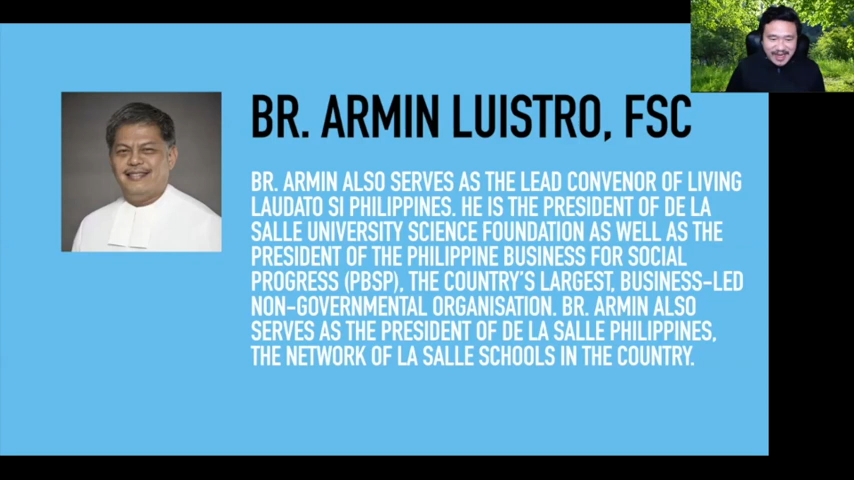 BR. ARMIN LUISTRO, FSC
BR. ARMIN ALSO SERVES AS THE LEAD CONVENOR OF LIVING
LAUDATO SI PHILIPPINES. HE IS THE PRESIDENT OF DE LA
SALLE UNIVERSITY SCIENCE FOUNDATION AS WELL AS THE
PRESIDENT OF THE PHILIPPINE BUSINESS FOR SOCIAL
PROGRESS (PBSP), THE COUNTRY'S LARGEST, BUSINESS-LED
NON-GOVERNMENTAL ORGANISATION. BR. ARMIN ALSO
SERVES AS THE PRESIDENT OF DE LA SALLE PHILIPPINES,
THE NETWORK OF LA SALLE SCHOOLS IN THE COUNTRY.